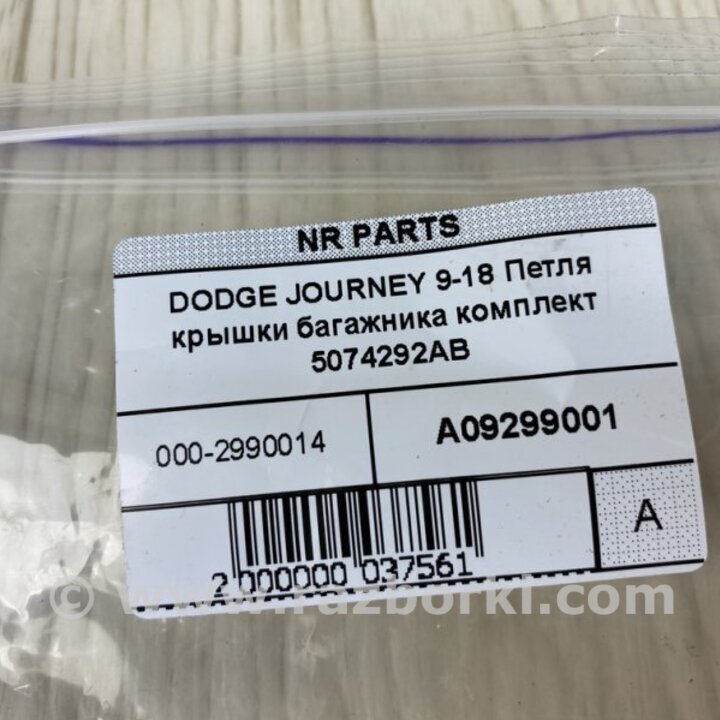 NR PARTS
DODGE JOURNEY 9-18 Петля
крышки багажника комплект
5074292AB
000-2990014
A09299001
A
2 000000 037561
© www.razborki.com